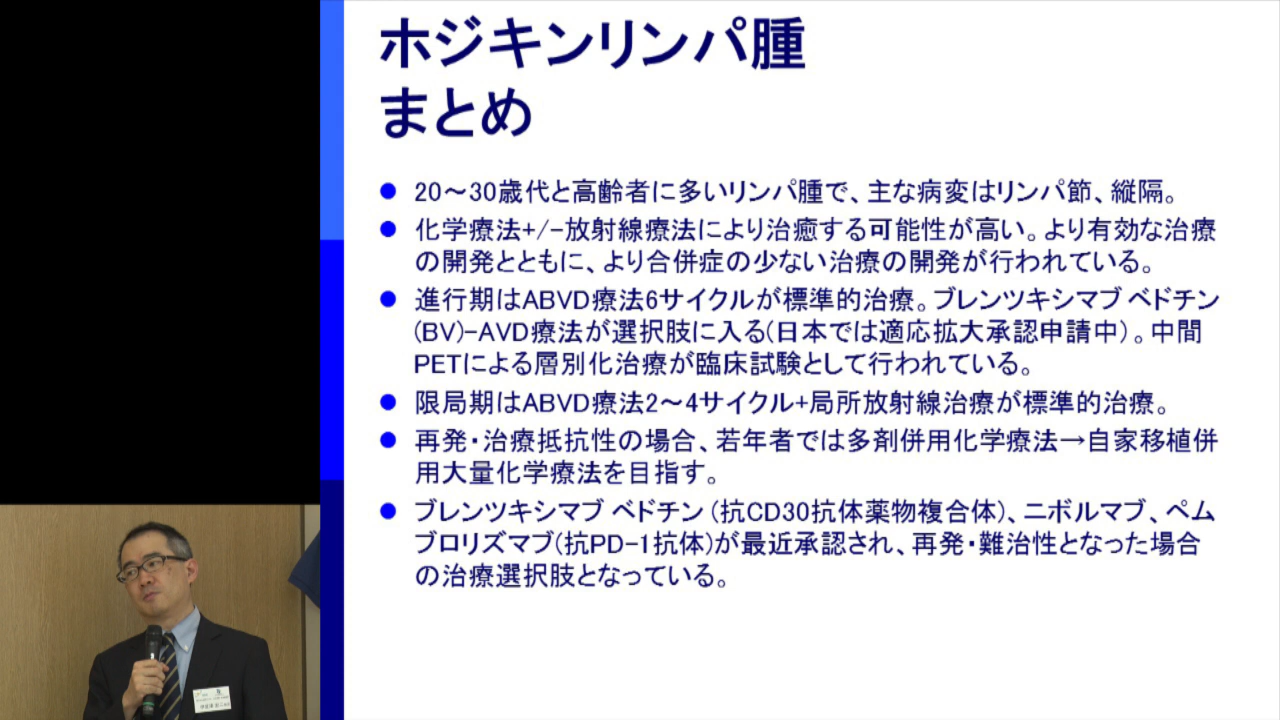 ホジキンリンパ腫
まとめ
● 20～30歳代と高齢者に多いリンパ腫で、主な病変はリンパ節、縦隔。
● 化学療法+/-放射線療法により治癒する可能性が高い。より有効な治療
の開発とともに、より合併症の少ない治療の開発が行われている。
● 進行期はABVD療法6サイクルが標準的治療。ブレンツキシマブ ベドチン
(BV)-AVD療法が選択肢に入る(日本では適応拡大承認申請中)。中間
PETによる層別化治療が臨床試験として行われている。
● 限局期はABVD療法2～4サイクル+局所放射線治療が標準的治療。
● 再発・治療抵抗性の場合、若年者では多剤併用化学療法→自家移植併
用大量化学療法を目指す。
● ブレンツキシマブ ベドチン (抗CD30抗体薬物複合体)、ニボルマブ、ペム
ブロリズマブ(抗PD-1抗体)が最近承認され、再発・難治性となった場合
の治療選択肢となっている。